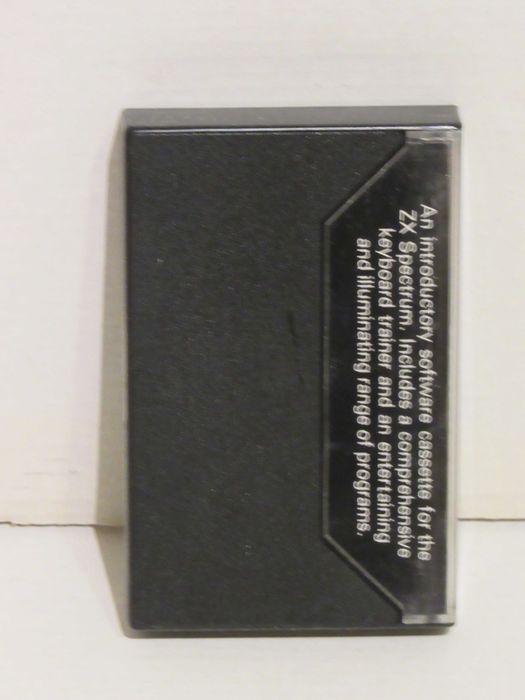 An introductory software cassette for the
ZX Spectrum. Includes a comprehensive
keyboard trainer and an entertaining
and illuminating range of programs.